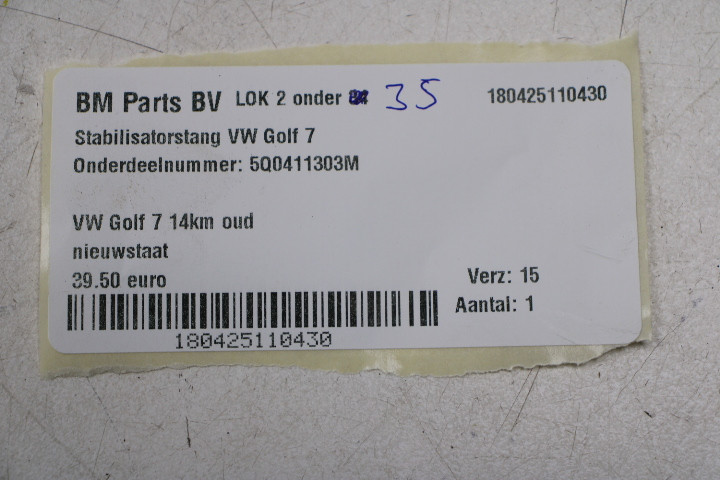 BM Parts BV LOK 2 onder 35 180425110430
Stabilisatorstang VW Golf 7
Onderdeelnummer: 5Q0411303M
VW Golf 7 14km oud
nieuwstaat
39.50 euro Verz: 15
Aantal: 1
180425110430